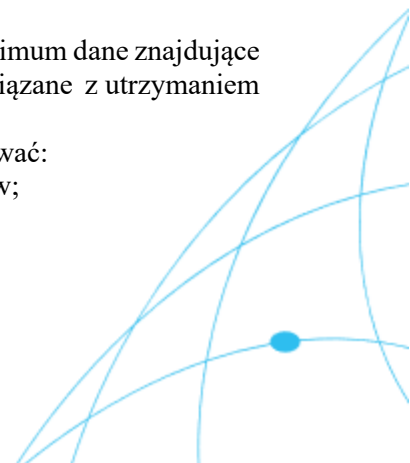 imum dane znajdujące
iązane z utrzymaniem
wać:
w;